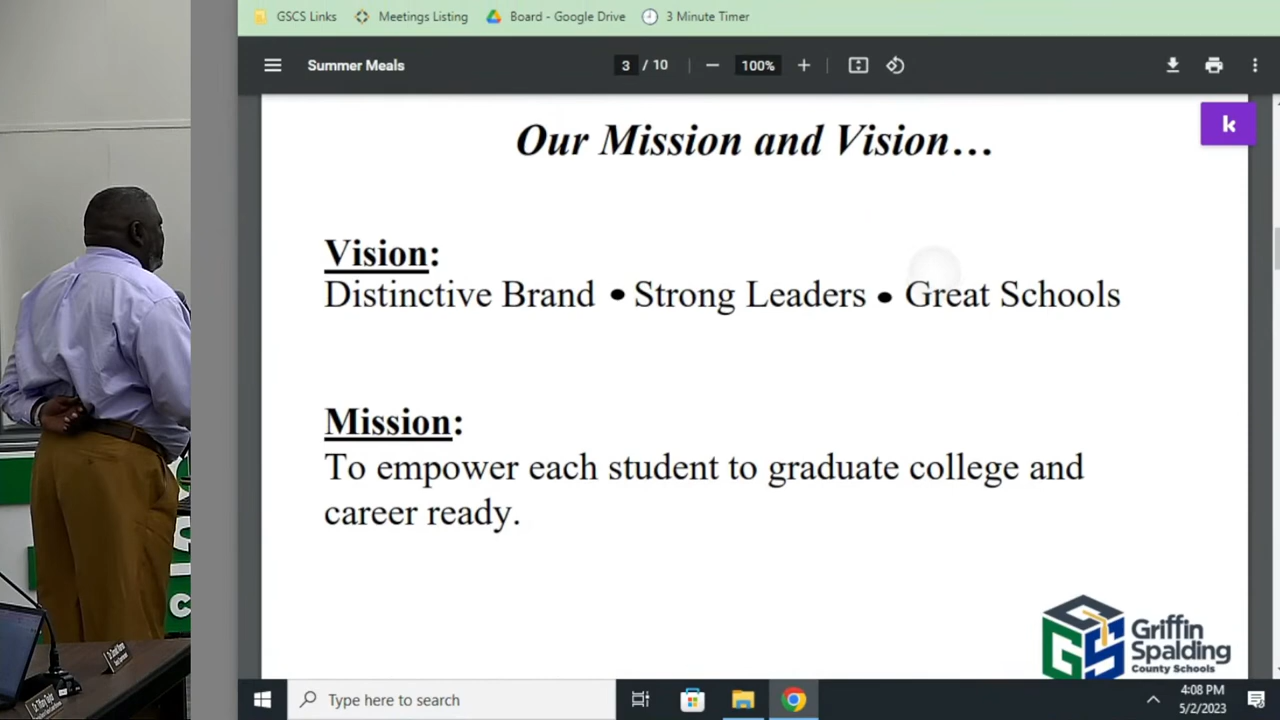 GSCS Links
Meetings Listing
Board - Google Drive
3 Minute Timer
Summer Meals
3 / 10
100%
k
Our Mission and Vision…
Vision:
Distinctive Brand • Strong Leaders • Great Schools
Mission:
To empower each student to graduate college and
career ready.
GS
Griffin
Spalding
County Schools
Type here to search
4:08 PM
5/2/2023